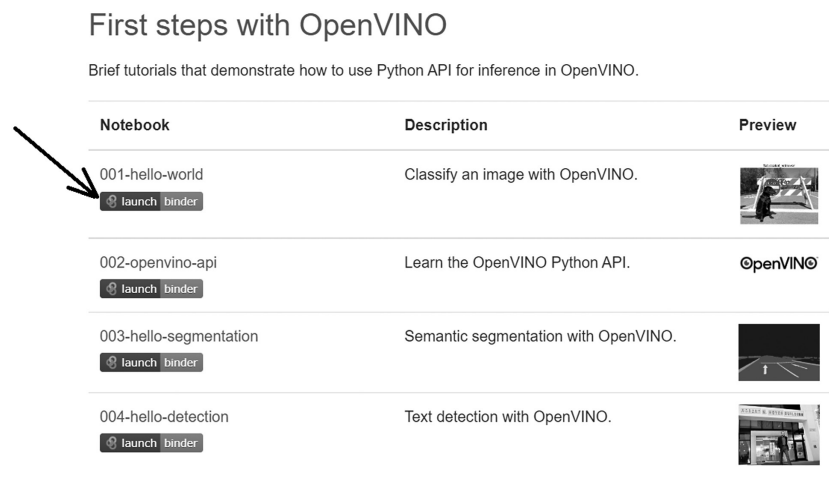 First steps with OpenVINO
Brief tutorials that demonstrate how to use Python API for inference in OpenVINO.
Notebook Description Preview
001-hello-world Classify an image with OpenVINO.
launch binder
002-openvino-api Learn the OpenVINO Python API. OpenVINO
launch binder
003-hello-segmentation Semantic segmentation with OpenVINO.
launch binder
004-hello-detection Text detection with OpenVINO.
launch binder